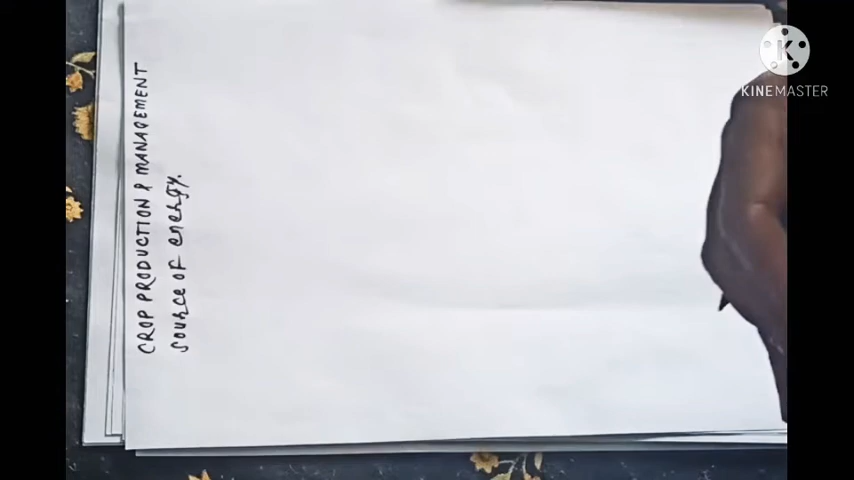 CROP PRODUCTION & MANAGEMENT
source of energy.
KINEMASTER